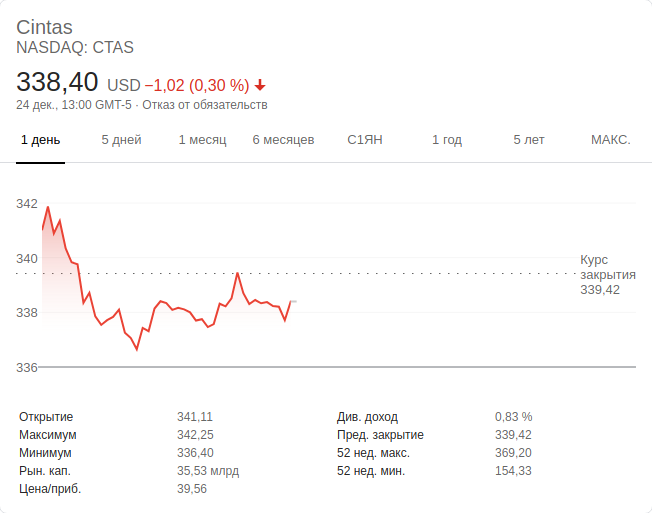 Cintas
NASDAQ: CTAS
338,40 USD −1,02 (0,30 %)
24 дек., 13:00 GMT-5 · Отказ от обязательств
1 день 5 дней 1 месяц 6 месяцев С1ЯН 1 год 5 лет МАКС.
342
340
338
336
Курс
закрытия
339,42
Открытие 341,11 Див. доход 0,83 %
Максимум 342,25 Пред. закрытие 339,42
Минимум 336,40 52 нед. макс. 369,20
Рын. кап. 35,53 млрд 52 нед. мин. 154,33
Цена/приб. 39,56